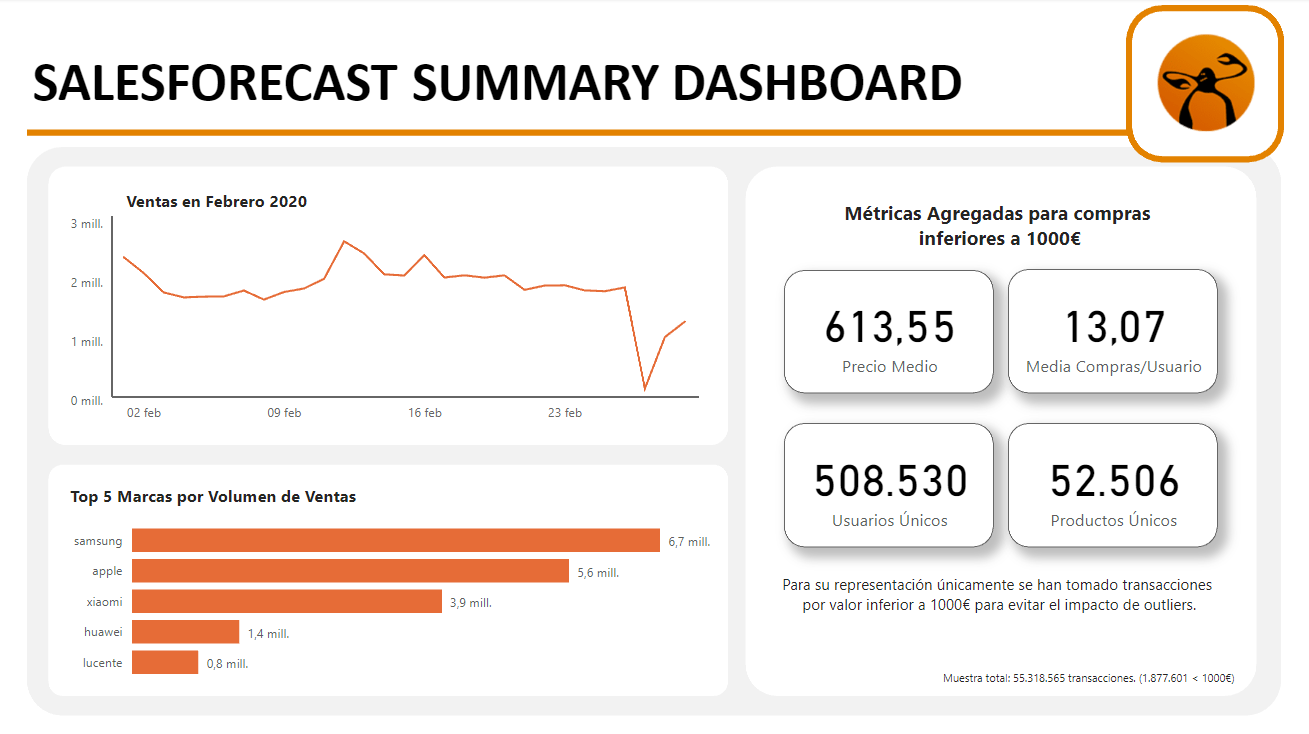 SALESFORECAST SUMMARY DASHBOARD
Ventas en Febrero 2020
3 mill.
2 mill.
1 mill.
0 mill.
02 feb
09 feb
16 feb
23 feb
Top 5 Marcas por Volumen de Ventas
samsung
6,7 mill.
apple
5,6 mill.
xiaomi
3,9 mill.
huawei
1,4 mill.
lucente
0,8 mill.
Métricas Agregadas para compras
inferiores a 1000€
613,55
Precio Medio
13,07
Media Compras/Usuario
508.530
Usuarios Únicos
52.506
Productos Únicos
Para su representación únicamente se han tomado transacciones
por valor inferior a 1000€ para evitar el impacto de outliers.
Muestra total: 55.318.565 transacciones. (1.877.601 < 1000€)